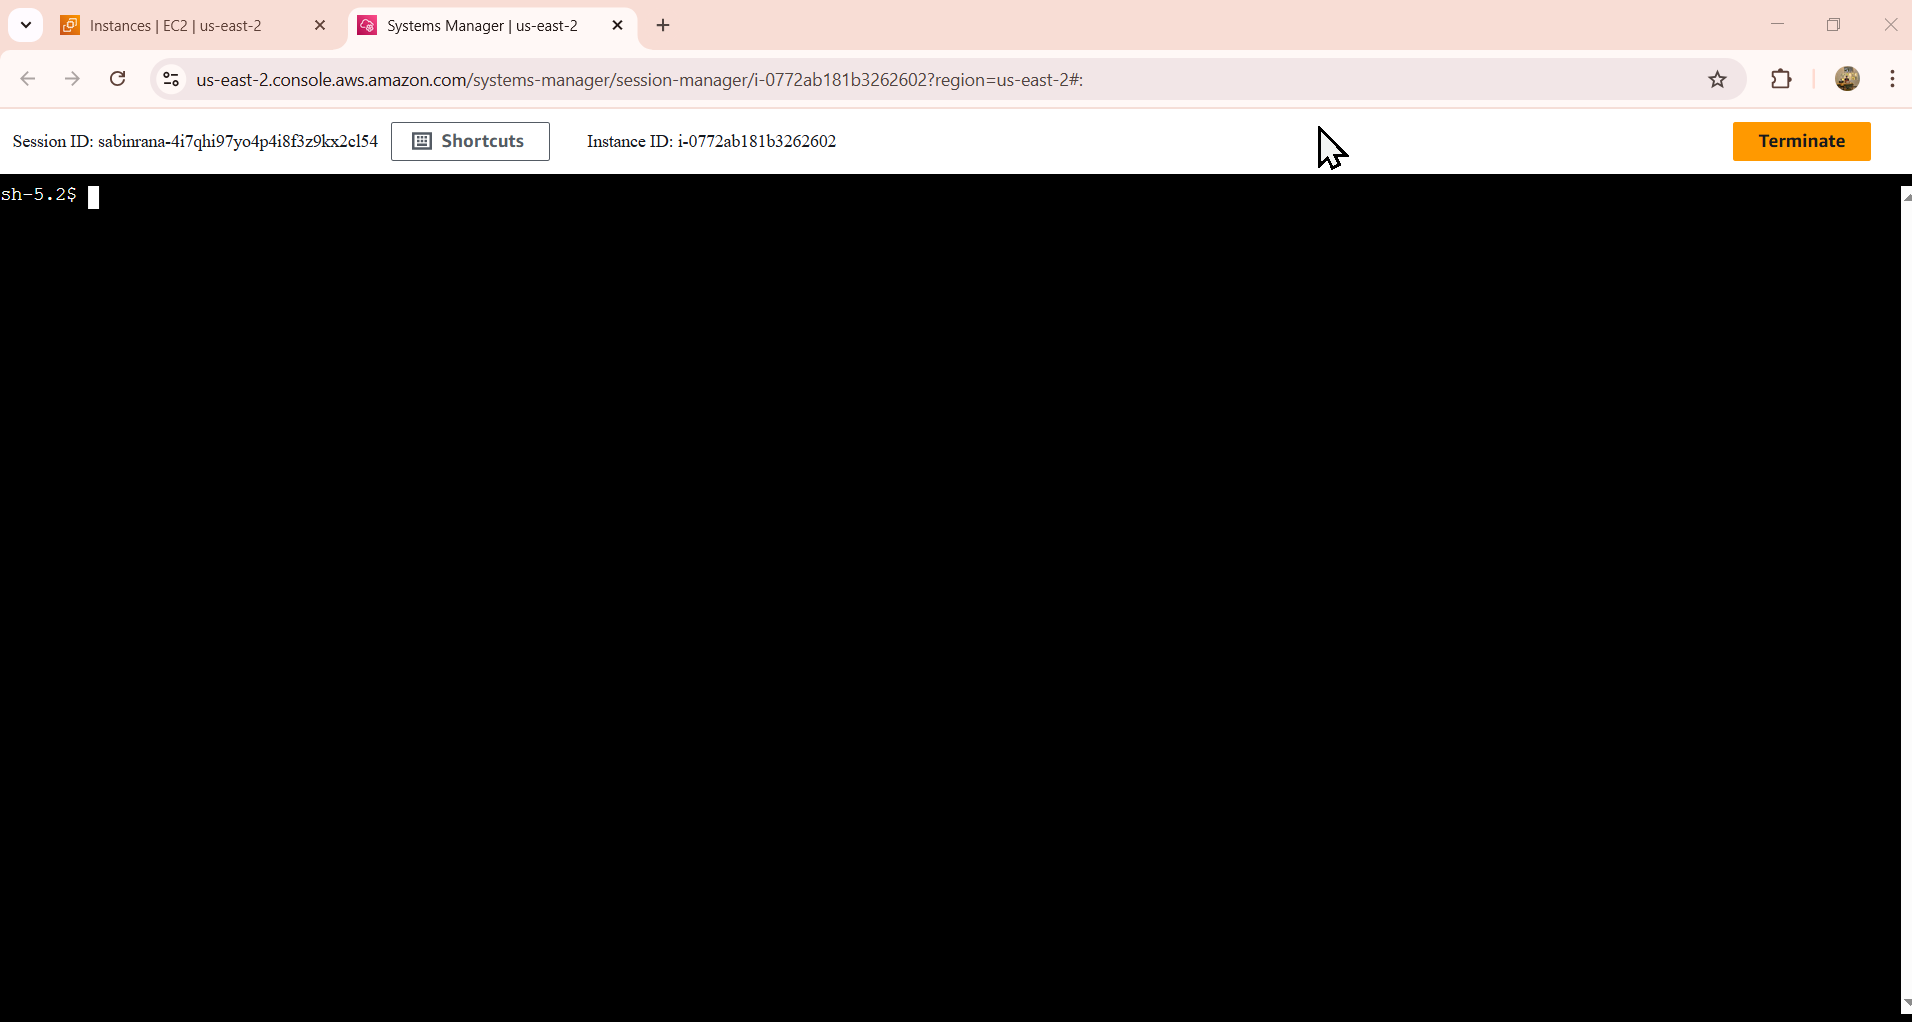 Instances | EC2 | us-east-2
Systems Manager | us-east-2
us-east-2.console.aws.amazon.com/systems-manager/session-manager/i-0772ab181b3262602?region=us-east-2#:
Session ID: sabinrana-4i7qhi97yo4p4i8f3z9kx2cl54
Shortcuts
Instance ID: i-0772ab181b3262602
Terminate
sh-5.2$